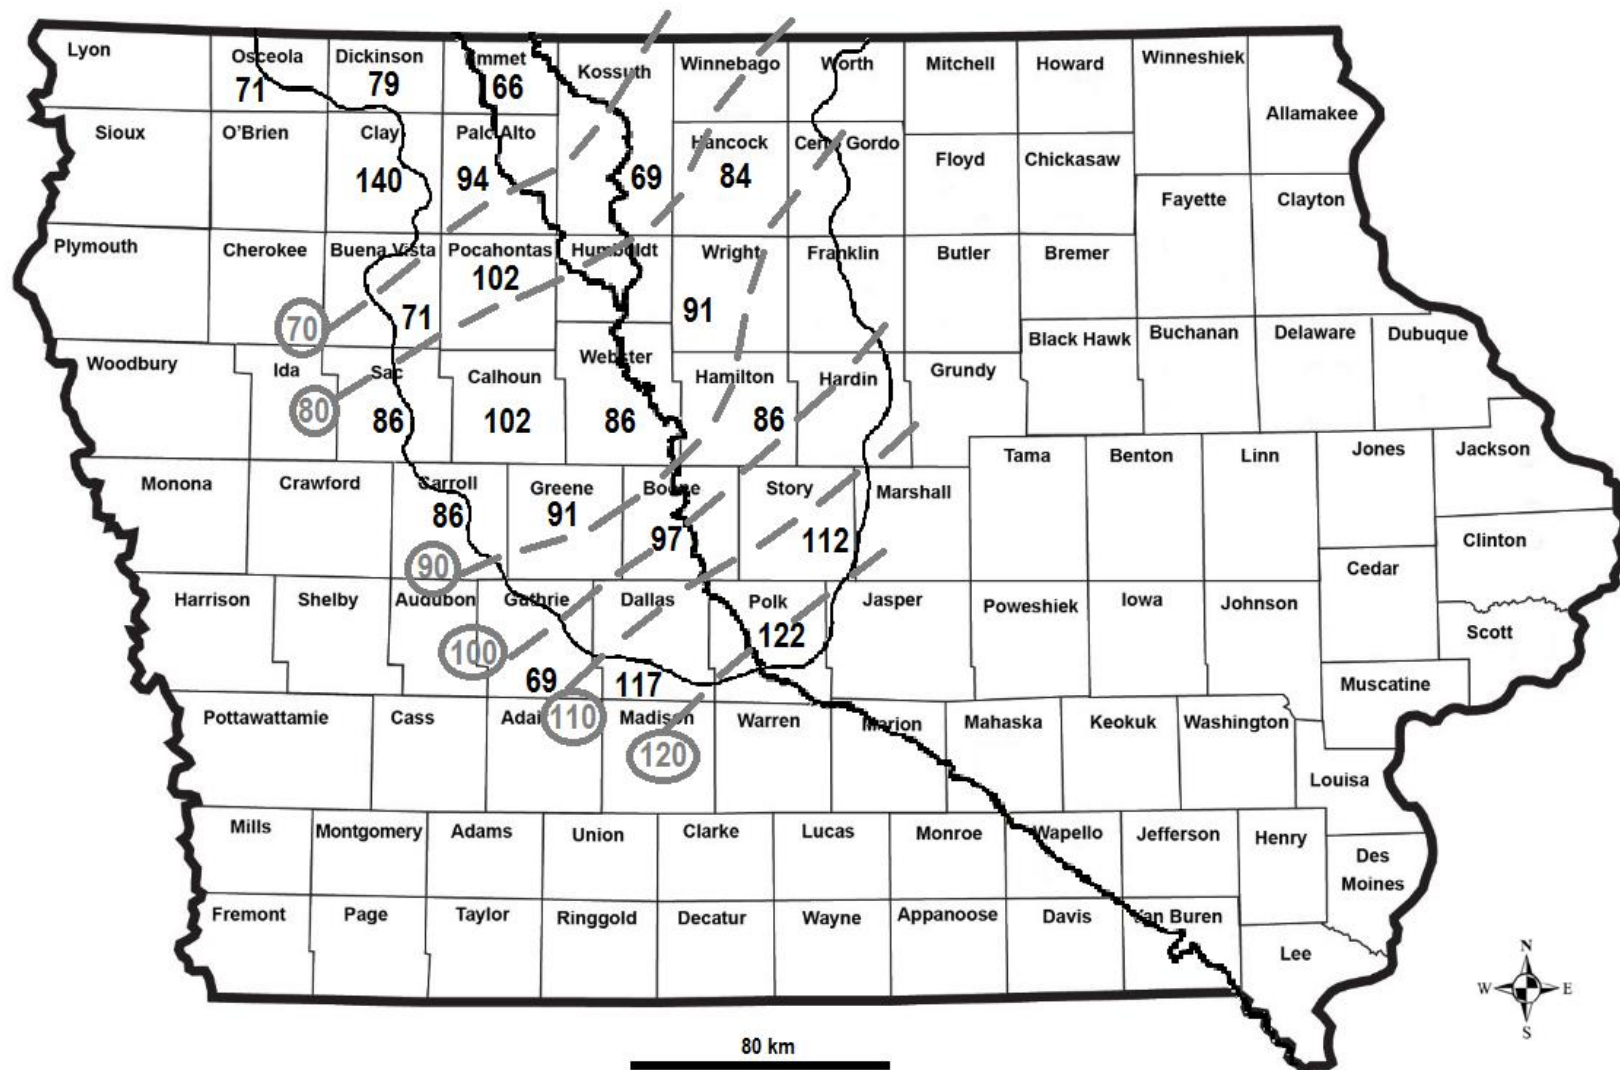 Lyon Osceola Dickinson Emmet Kossuth Winnebago Worth Mitchell Howard Winneshiek Allamakee
71 79 66
Sioux O'Brien Clay Palo Alto Hancock Cerro Gordo Floyd Chickasaw
140 94 69 84
Fayette Clayton
Plymouth Cherokee Buena Vista Pocahontas Humboldt Wright Franklin Butler Bremer
102
70 71 91
Black Hawk Buchanan Delaware Dubuque
Woodbury Ida Sac Calhoun Webster Hamilton Hardin Grundy
80 86 102 86 86
Monona Crawford Carroll Greene Boone Story Marshall Tama Benton Linn Jones Jackson
86 91 97 112
90
Clinton
Cedar
Harrison Shelby Audubon Guthrie Dallas Polk Jasper Poweshiek Iowa Johnson
Scott
100 122
69 117
Muscatine
Pottawattamie Cass Adair 110 Madison Warren Marion Mahaska Keokuk Washington
120
Louisa
Mills Montgomery Adams Union Clarke Lucas Monroe Wapello Jefferson Henry
Des
Moines
Fremont Page Taylor Ringgold Decatur Wayne Appanoose Davis Van Buren
Lee
N
W E
S
80 km